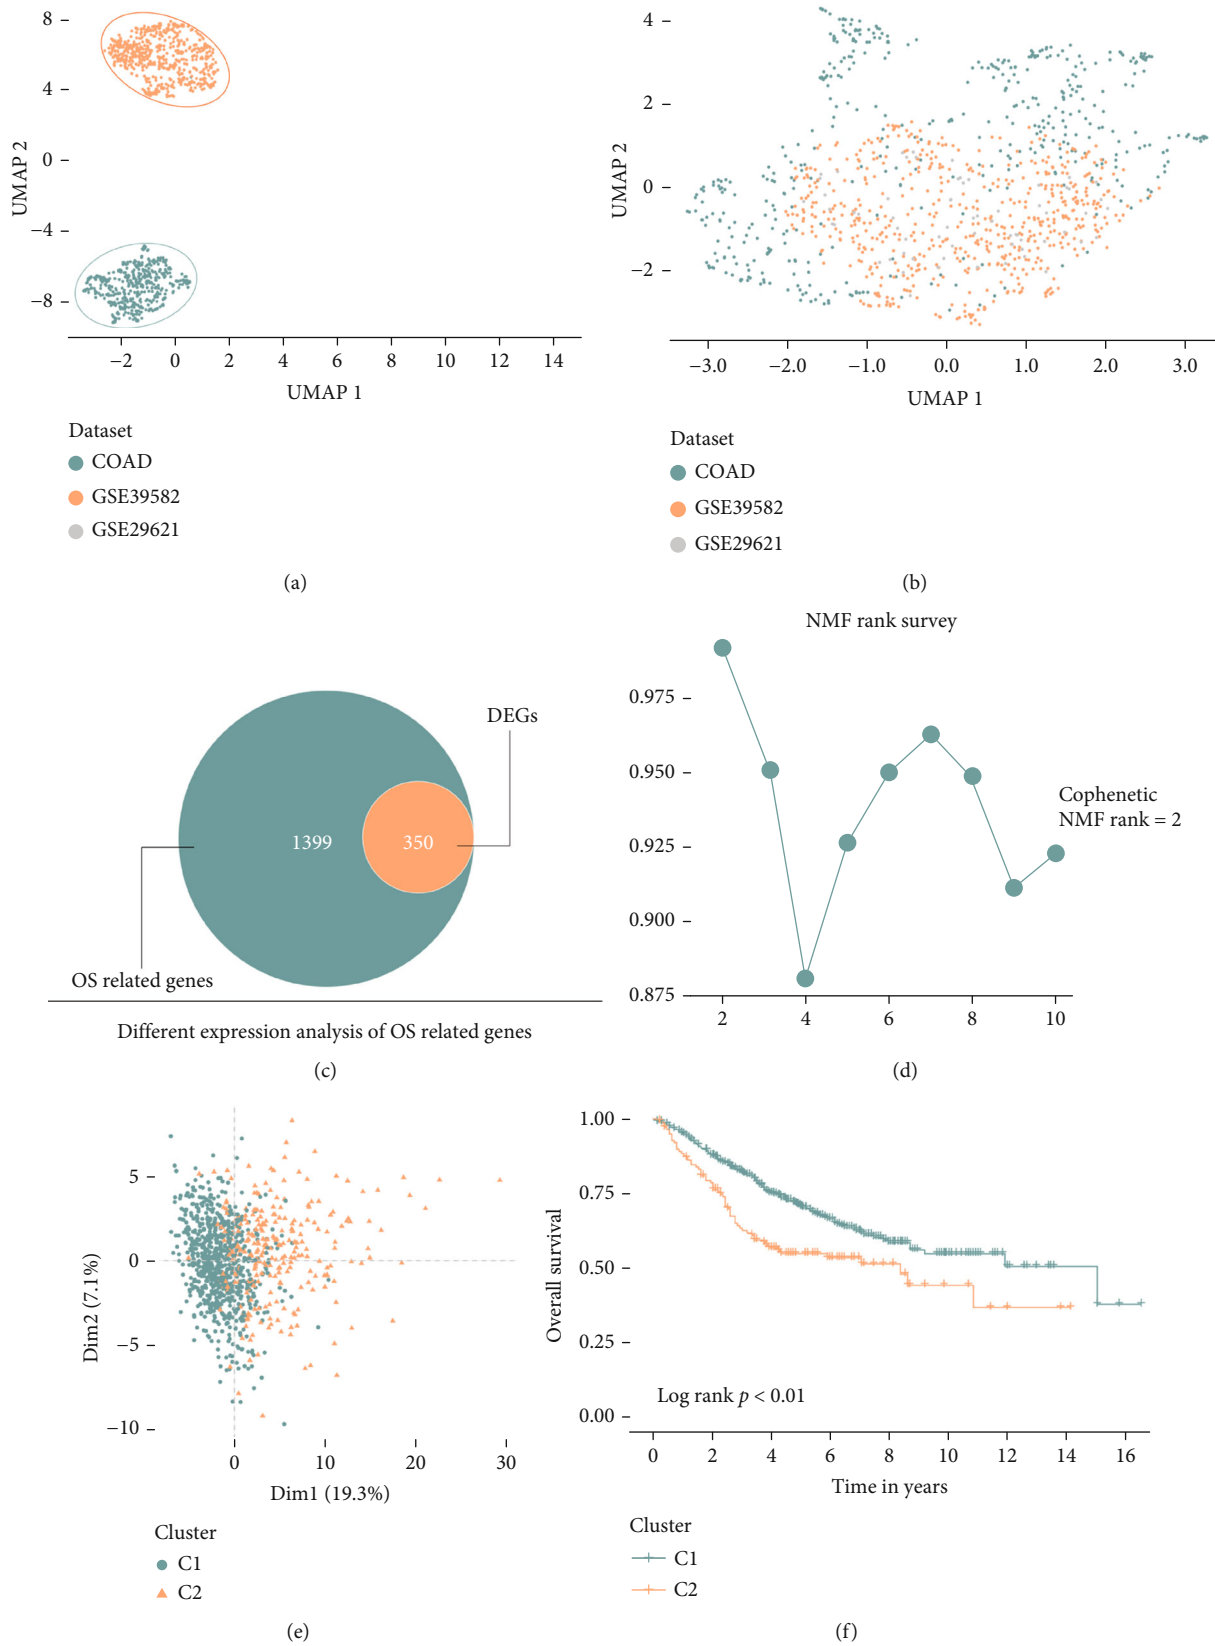 8
4
0
−4
−8
UMAP 2
−2 0 2 4 6 8 10 12 14
UMAP 1
Dataset
COAD
GSE39582
GSE29621
(a)
4
2
0
−2
UMAP 2
−3.0 −2.0 −1.0 0.0 1.0 2.0 3.0
UMAP 1
Dataset
COAD
GSE39582
GSE29621
(b)
DEGs
1399 350
OS related genes
Different expression analysis of OS related genes
(c)
NMF rank survey
0.975
0.950
0.925
0.900
0.875
Cophenetic
NMF rank = 2
2 4 6 8 10
(d)
5
0
−5
−10
Dim2 (7.1%)
0 10 20 30
Dim1 (19.3%)
Cluster
C1
C2
(e)
1.00
0.75
0.50
0.25
0.00
Overall survival
Log rank p < 0.01
0 2 4 6 8 10 12 14 16
Time in years
Cluster
C1
C2
(f)